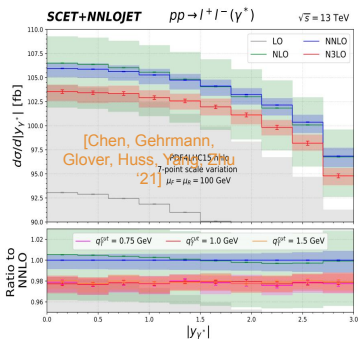 SCET+NNLOJET pp → l⁺l⁻(γ*) √s = 13 TeV
110.0
107.5
105.0
102.5
100.0
97.5
95.0
92.5
90.0
dσ/d|yγ*| [fb]
LO NNLO
NLO N3LO
[Chen, Gehrmann,
Glover, Huss, Yang, Zhu
'21]
PDF4LHC15 nnlo
7-point scale variation
μF = μR = 100 GeV
Ratio to
NNLO
1.02
1.00
0.98
0.96
qTcut = 0.75 GeV qTcut = 1.0 GeV qTcut = 1.5 GeV
0.0 0.5 1.0 1.5 2.0 2.5 3.0
|yγ*|